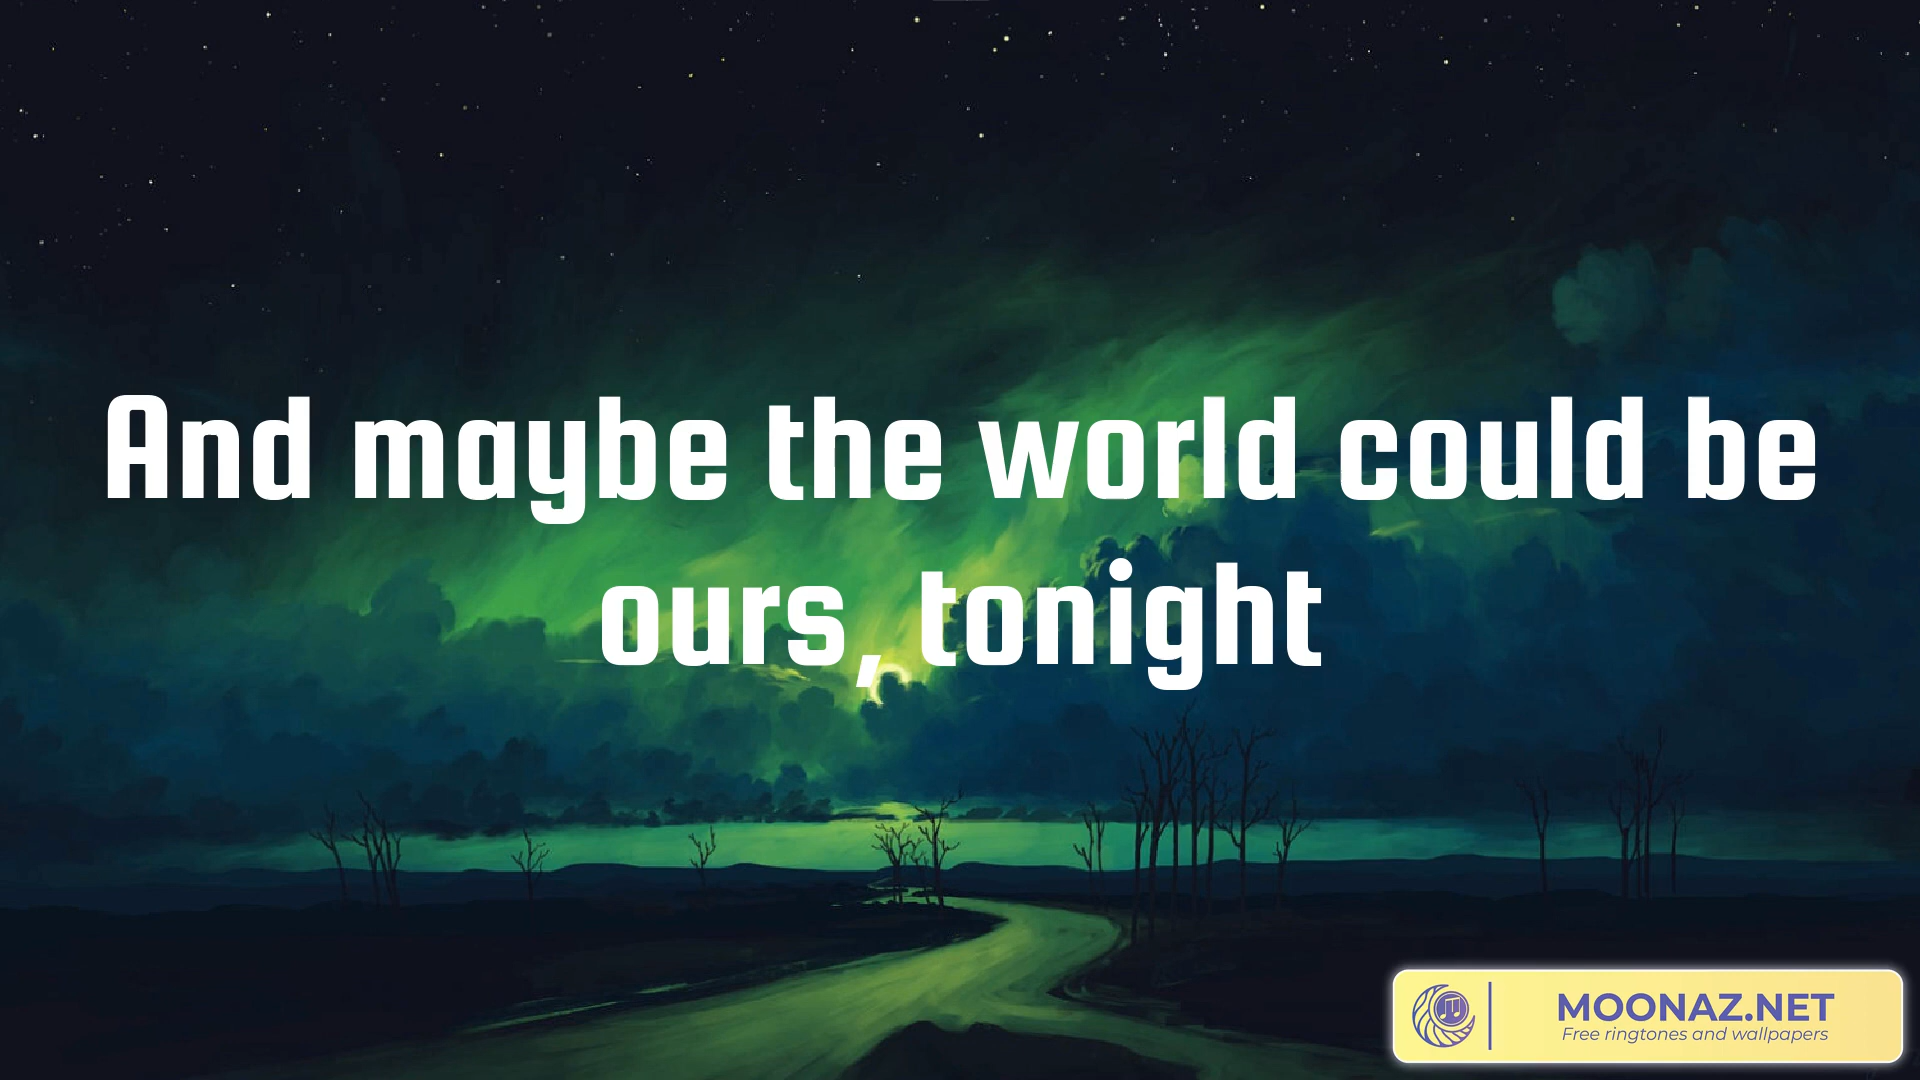 And maybe the world could be
ours, tonight
MOONAZ.NET
Free ringtones and wallpapers